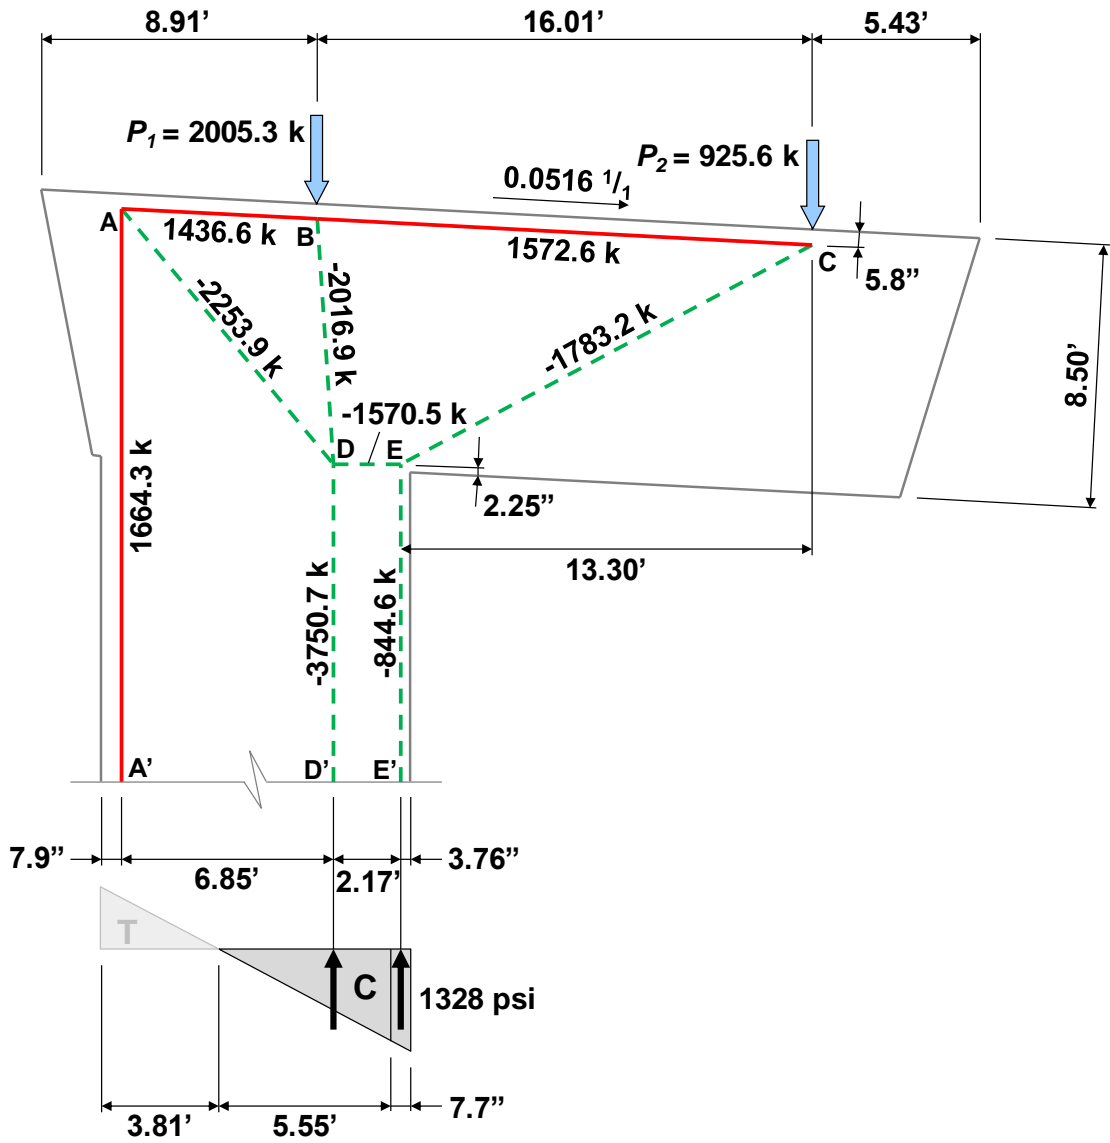 8.91’
16.01’
5.43’
P1 = 2005.3 k
P2 = 925.6 k
0.0516 1/1
A
1436.6 k
B
1572.6 k
C
5.8”
-2253.9 k
-2016.9 k
-1783.2 k
8.50’
-1570.5 k
D
E
1664.3 k
2.25”
13.30’
-3750.7 k
-844.6 k
A’
D’
E’
7.9”
3.76”
6.85’
2.17’
T
C
1328 psi
7.7”
3.81’
5.55’